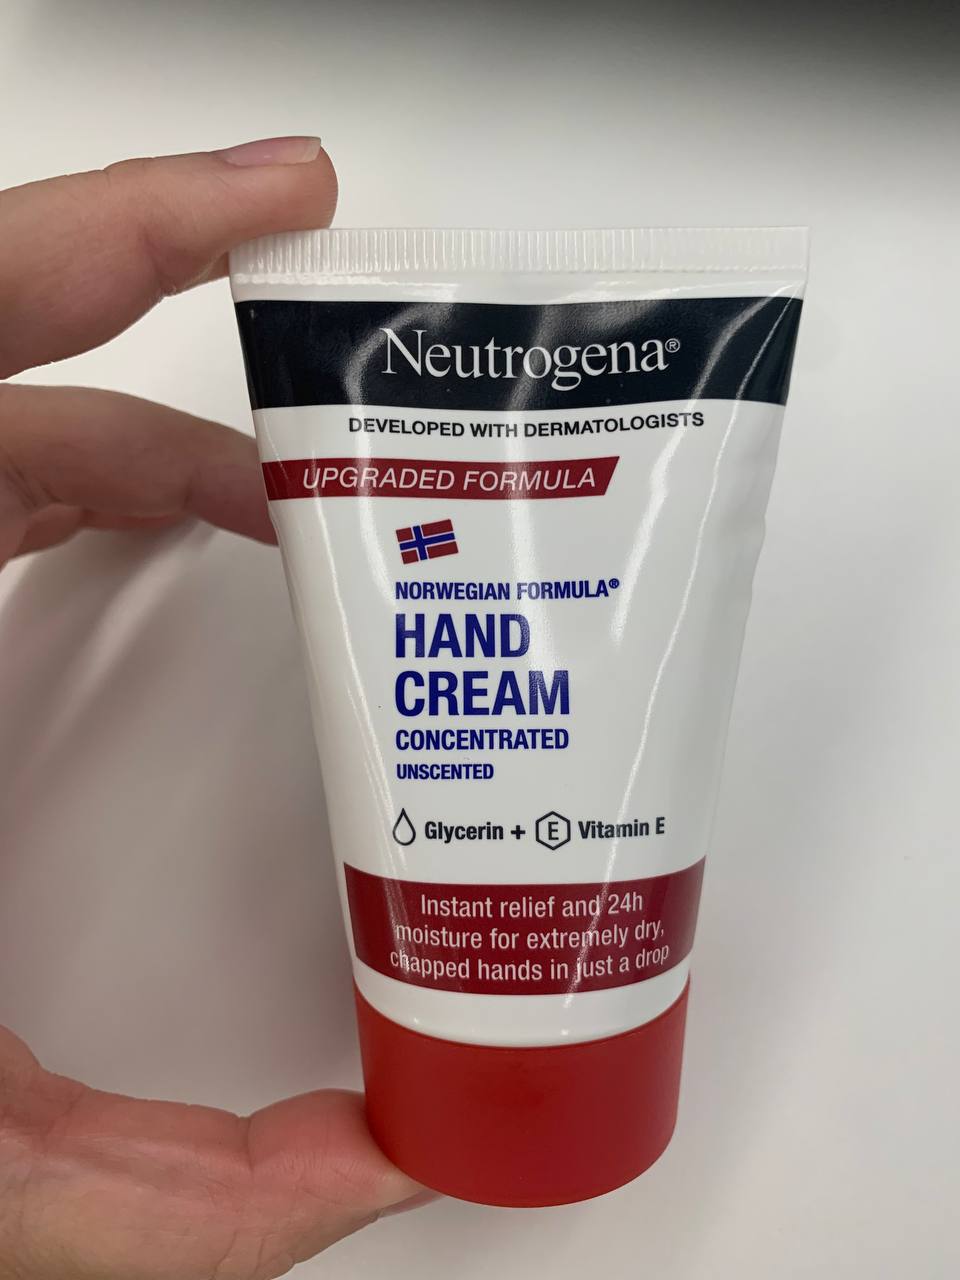 Neutrogena®
DEVELOPED WITH DERMATOLOGISTS
UPGRADED FORMULA
NORWEGIAN FORMULA®
HAND
CREAM
CONCENTRATED
UNSCENTED
Glycerin + E Vitamin E
Instant relief and 24h
moisture for extremely dry,
chapped hands in just a drop